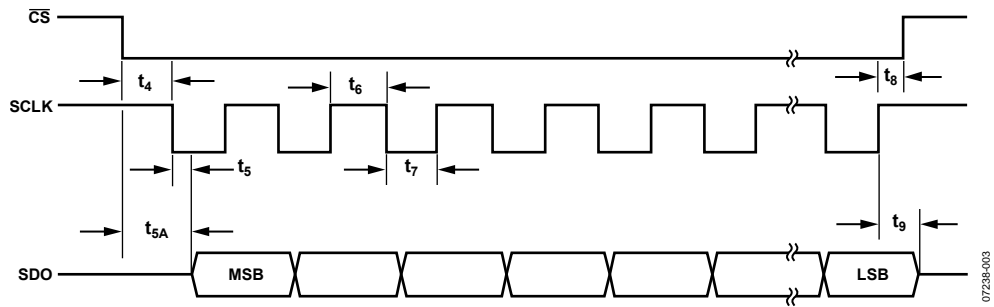 CS
t4
t6
t8
SCLK
t5
t7
t5A
t9
SDO
MSB
LSB
07238-003